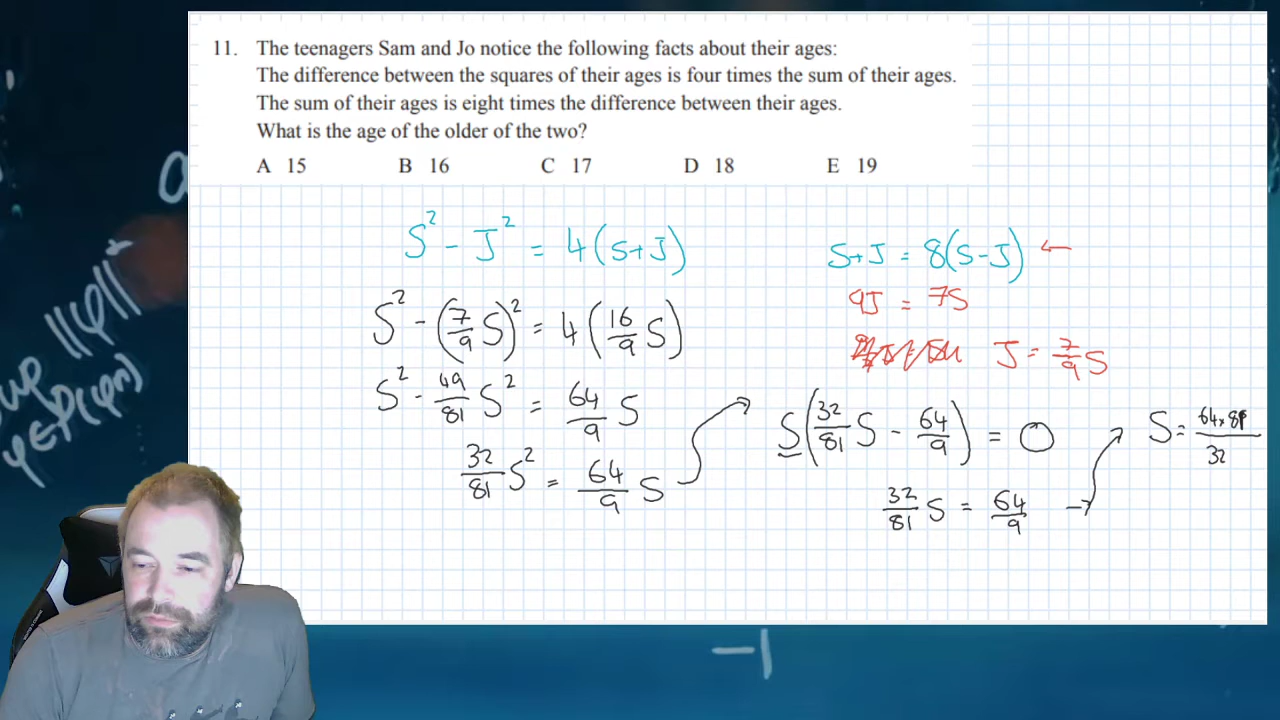 11. The teenagers Sam and Jo notice the following facts about their ages:
The difference between the squares of their ages is four times the sum of their ages.
The sum of their ages is eight times the difference between their ages.
What is the age of the older of the two?
A 15 B 16 C 17 D 18 E 19
S² - J² = 4(S+J)
S² - (7/9 S)² = 4(16/9 S)
S² - 49/81 S² = 64/9 S
32/81 S² = 64/9 S
S+J = 8(S-J) ←
9J = 7S
J = 7/9 S
S(32/81 S - 64/9) = 0
32/81 S = 64/9 →
S = 64×81/32
||φ||
φ(φⁿ)
-1